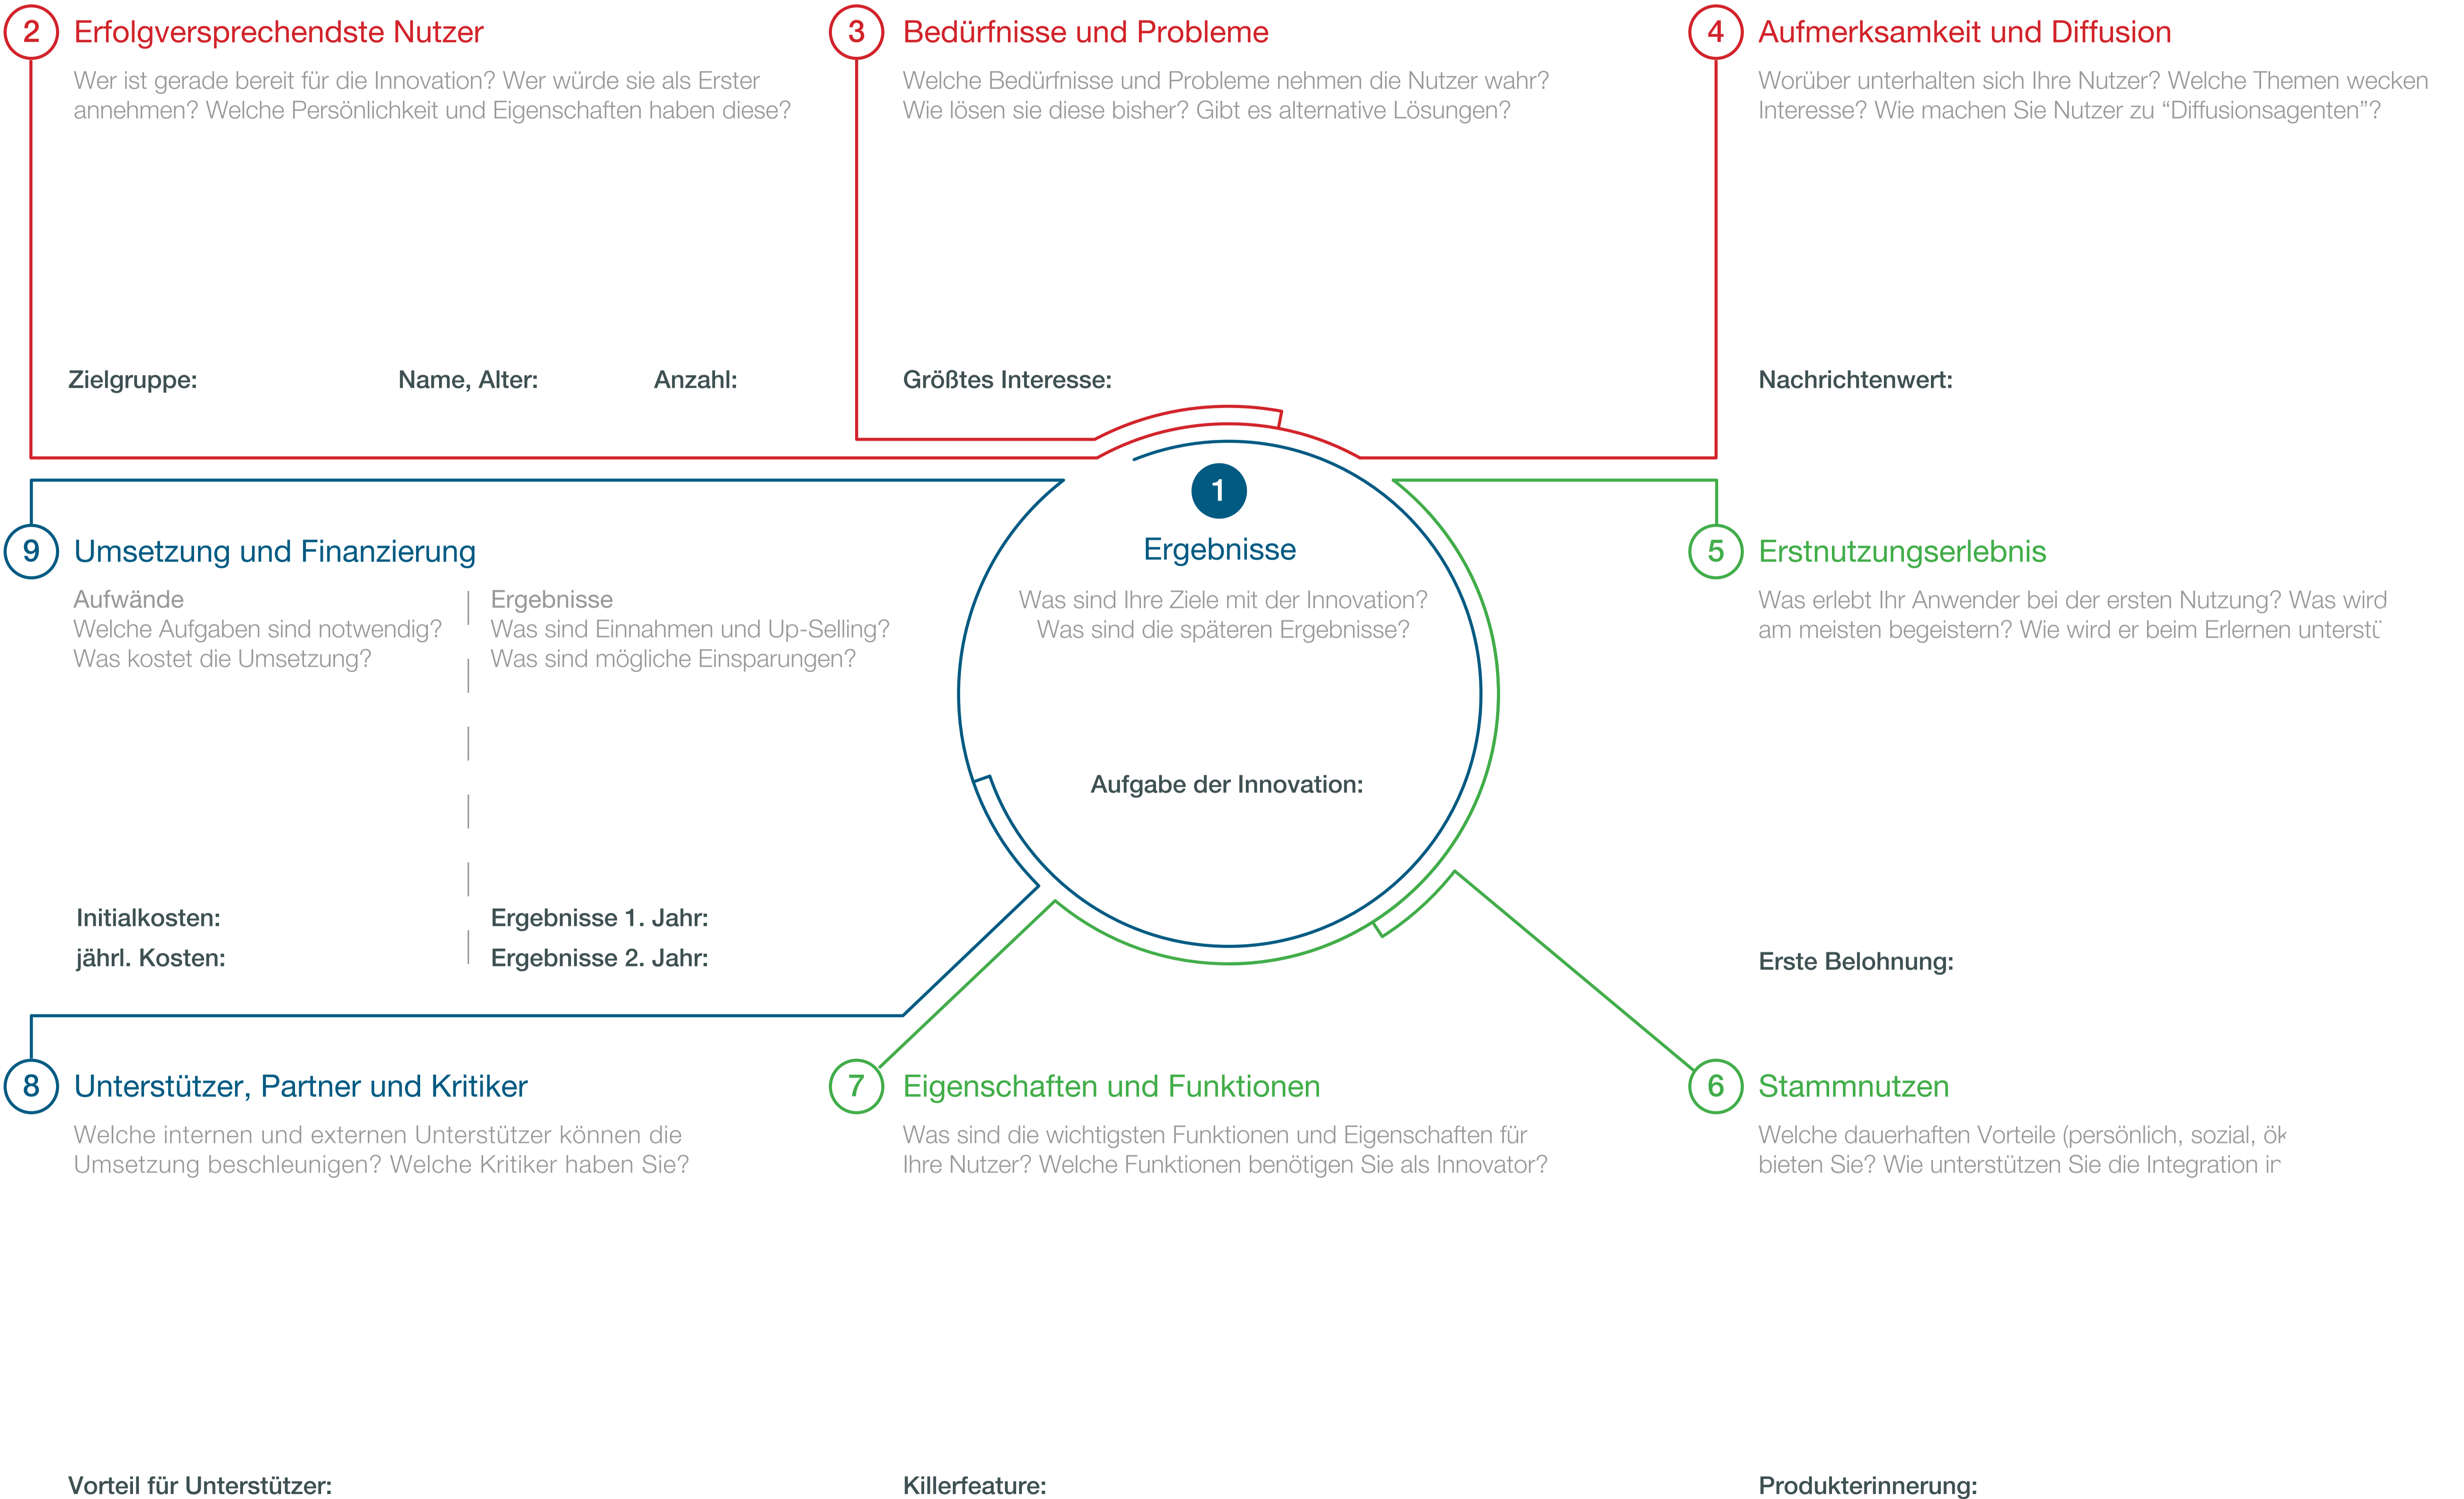 2 Erfolgversprechendste Nutzer
Wer ist gerade bereit für die Innovation? Wer würde sie als Erster
annehmen? Welche Persönlichkeit und Eigenschaften haben diese?
Zielgruppe:
Name, Alter:
Anzahl:
3 Bedürfnisse und Probleme
Welche Bedürfnisse und Probleme nehmen die Nutzer wahr?
Wie lösen sie diese bisher? Gibt es alternative Lösungen?
Größtes Interesse:
4 Aufmerksamkeit und Diffusion
Worüber unterhalten sich Ihre Nutzer? Welche Themen wecken
Interesse? Wie machen Sie Nutzer zu “Diffusionsagenten”?
Nachrichtenwert:
9 Umsetzung und Finanzierung
Aufwände
Welche Aufgaben sind notwendig?
Was kostet die Umsetzung?
Initialkosten:
jährl. Kosten:
Ergebnisse
Was sind Einnahmen und Up-Selling?
Was sind mögliche Einsparungen?
Ergebnisse 1. Jahr:
Ergebnisse 2. Jahr:
1
Ergebnisse
Was sind Ihre Ziele mit der Innovation?
Was sind die späteren Ergebnisse?
Aufgabe der Innovation:
5 Erstnutzungserlebnis
Was erlebt Ihr Anwender bei der ersten Nutzung? Was wird
am meisten begeistern? Wie wird er beim Erlernen
Erste Belohnung:
8 Unterstützer, Partner und Kritiker
Welche internen und externen Unterstützer können die
Umsetzung beschleunigen? Welche Kritiker haben Sie?
Vorteil für Unterstützer:
7 Eigenschaften und Funktionen
Was sind die wichtigsten Funktionen und Eigenschaften für
Ihre Nutzer? Welche Funktionen benötigen Sie als Innovator?
Killerfeature:
6 Stammnutzen
Welche dauerhaften Vorteile (persönlich, sozial,
bieten Sie? Wie unterstützen Sie die Integration
Produkterinnerung: